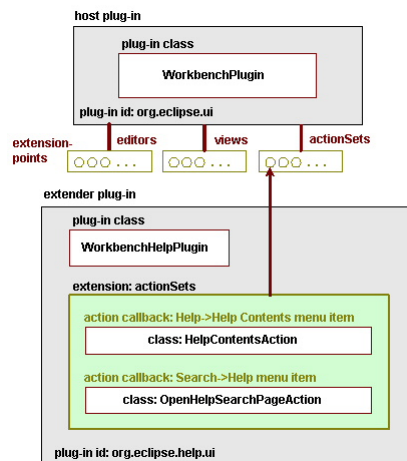 host plug-in
plug-in class
WorkbenchPlugin
plug-in id: org.eclipse.ui
extension-
points
editors
views
actionSets
...
...
...
extender plug-in
plug-in class
WorkbenchHelpPlugin
extension: actionSets
action callback: Help->Help Contents menu item
class: HelpContentsAction
action callback: Search->Help menu item
class: OpenHelpSearchPageAction
plug-in id: org.eclipse.help.ui